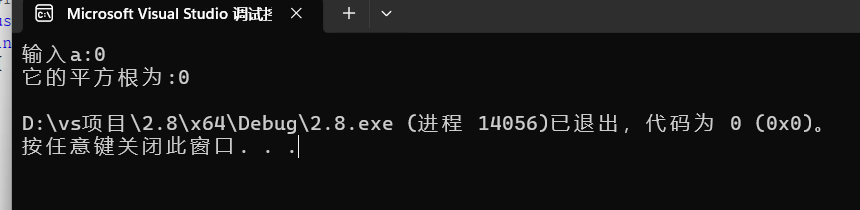 Microsoft Visual Studio 调试
输入a:0
它的平方根为:0
D:\vs项目\2.8\x64\Debug\2.8.exe (进程 14056)已退出，代码为 0 (0x0)。
按任意键关闭此窗口. . .